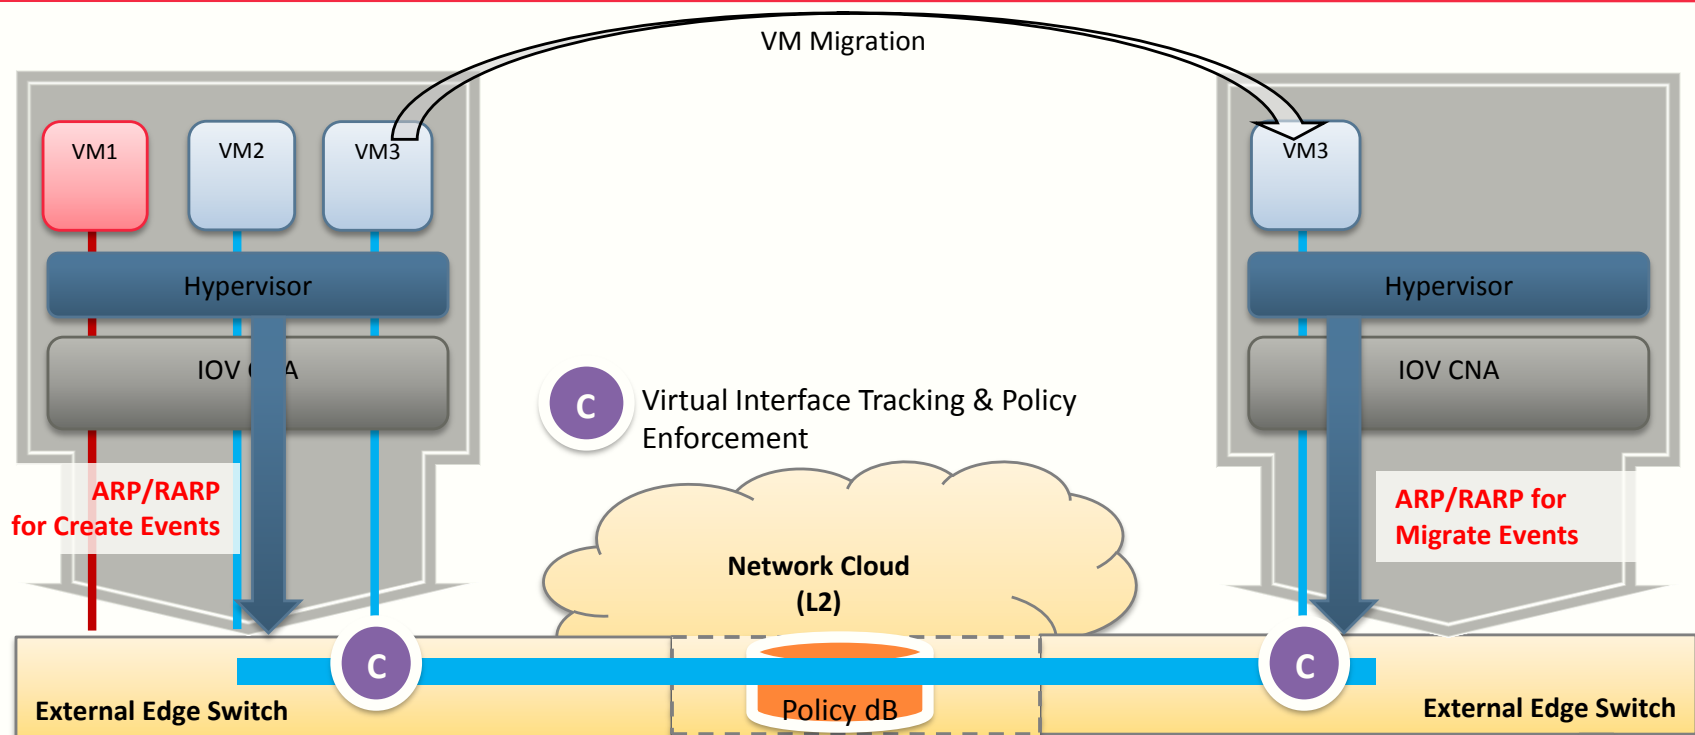 VM Migration
VM1
VM2
VM3
VM3
Hypervisor
Hypervisor
IOV C A
IOV CNA
C
Virtual Interface Tracking & Policy
Enforcement
ARP/RARP
for Create Events
ARP/RARP for
Migrate Events
Network Cloud
(L2)
C
C
Policy dB
External Edge Switch
External Edge Switch